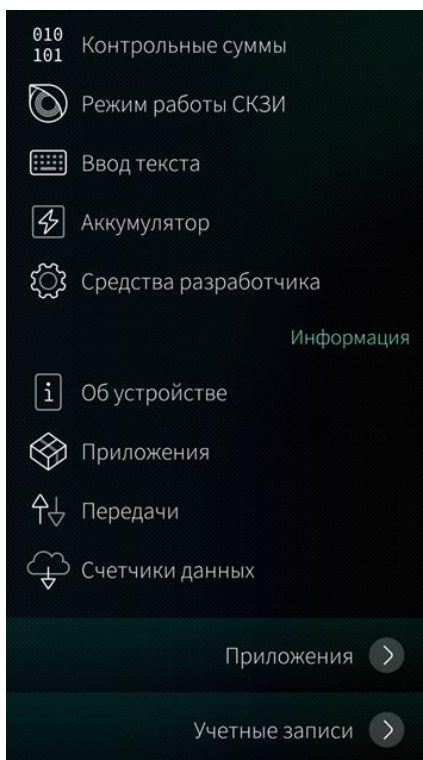 010
101
Контрольные суммы
Режим работы СКЗИ
Ввод текста
Аккумулятор
Средства разработчика
Информация
Об устройстве
Приложения
Передачи
Счетчики данных
Приложения
Учетные записи